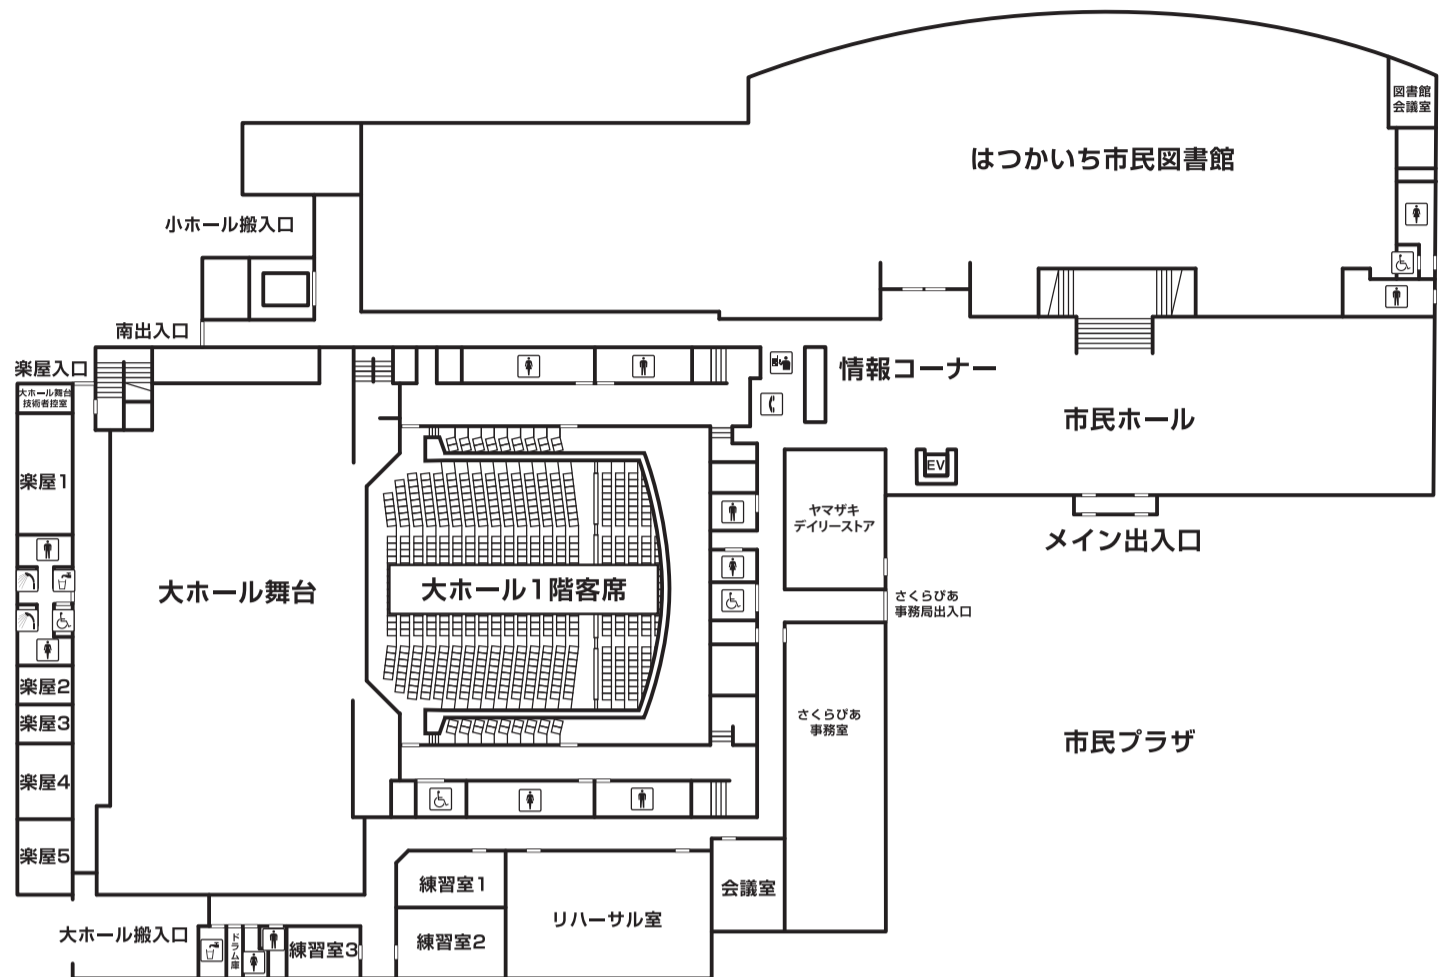 図書館
会議室
はつかいち市民図書館
小ホール搬入口
南出入口
楽屋入口
大ホール舞台
技術者控室
情報コーナー
市民ホール
EV
楽屋1
ヤマザキ
デイリーストア
メイン出入口
大ホール舞台
大ホール1階客席
さくらぴあ
事務局出入口
楽屋2
楽屋3
さくらぴあ
事務室
市民プラザ
楽屋4
楽屋5
練習室1
会議室
リハーサル室
大ホール搬入口
ドラム庫
練習室3
練習室2